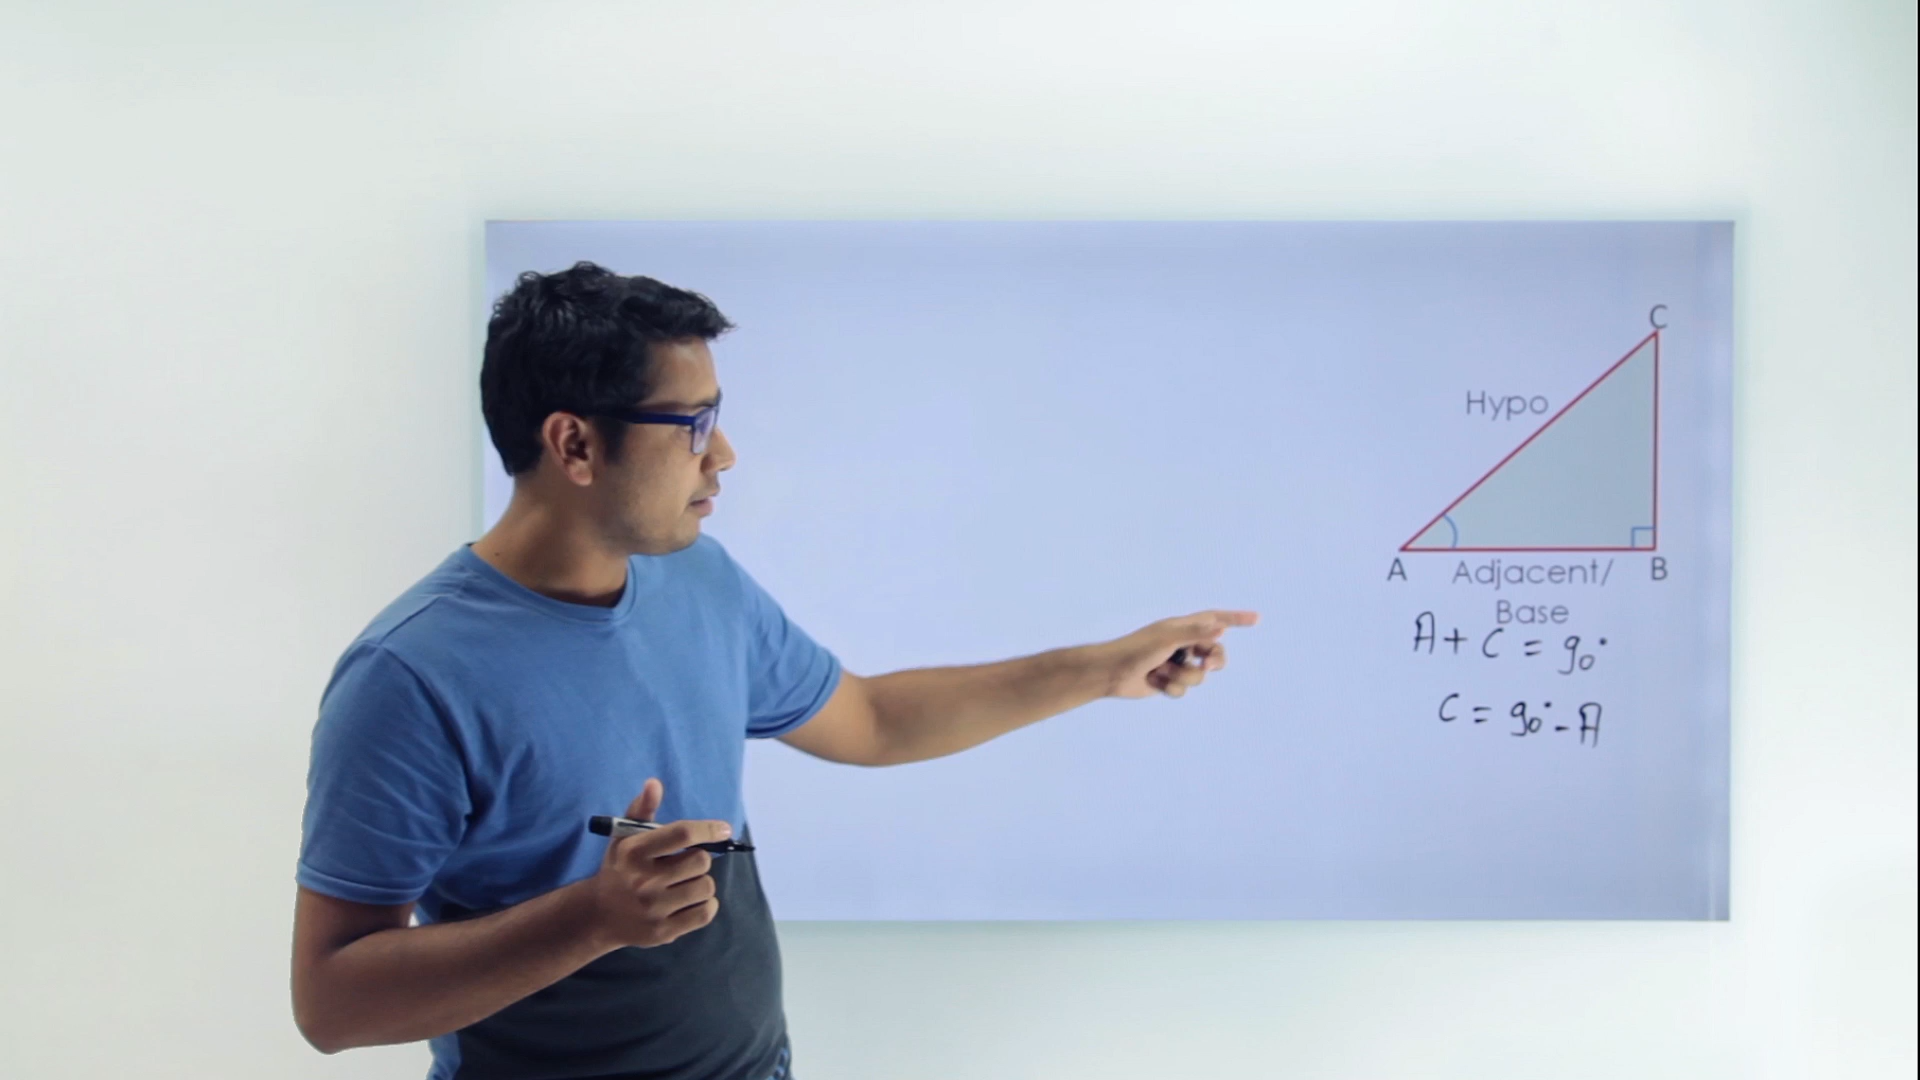 C
Hypo
A Adjacent/ B
Base
A + C = 90°
C = 90° - A